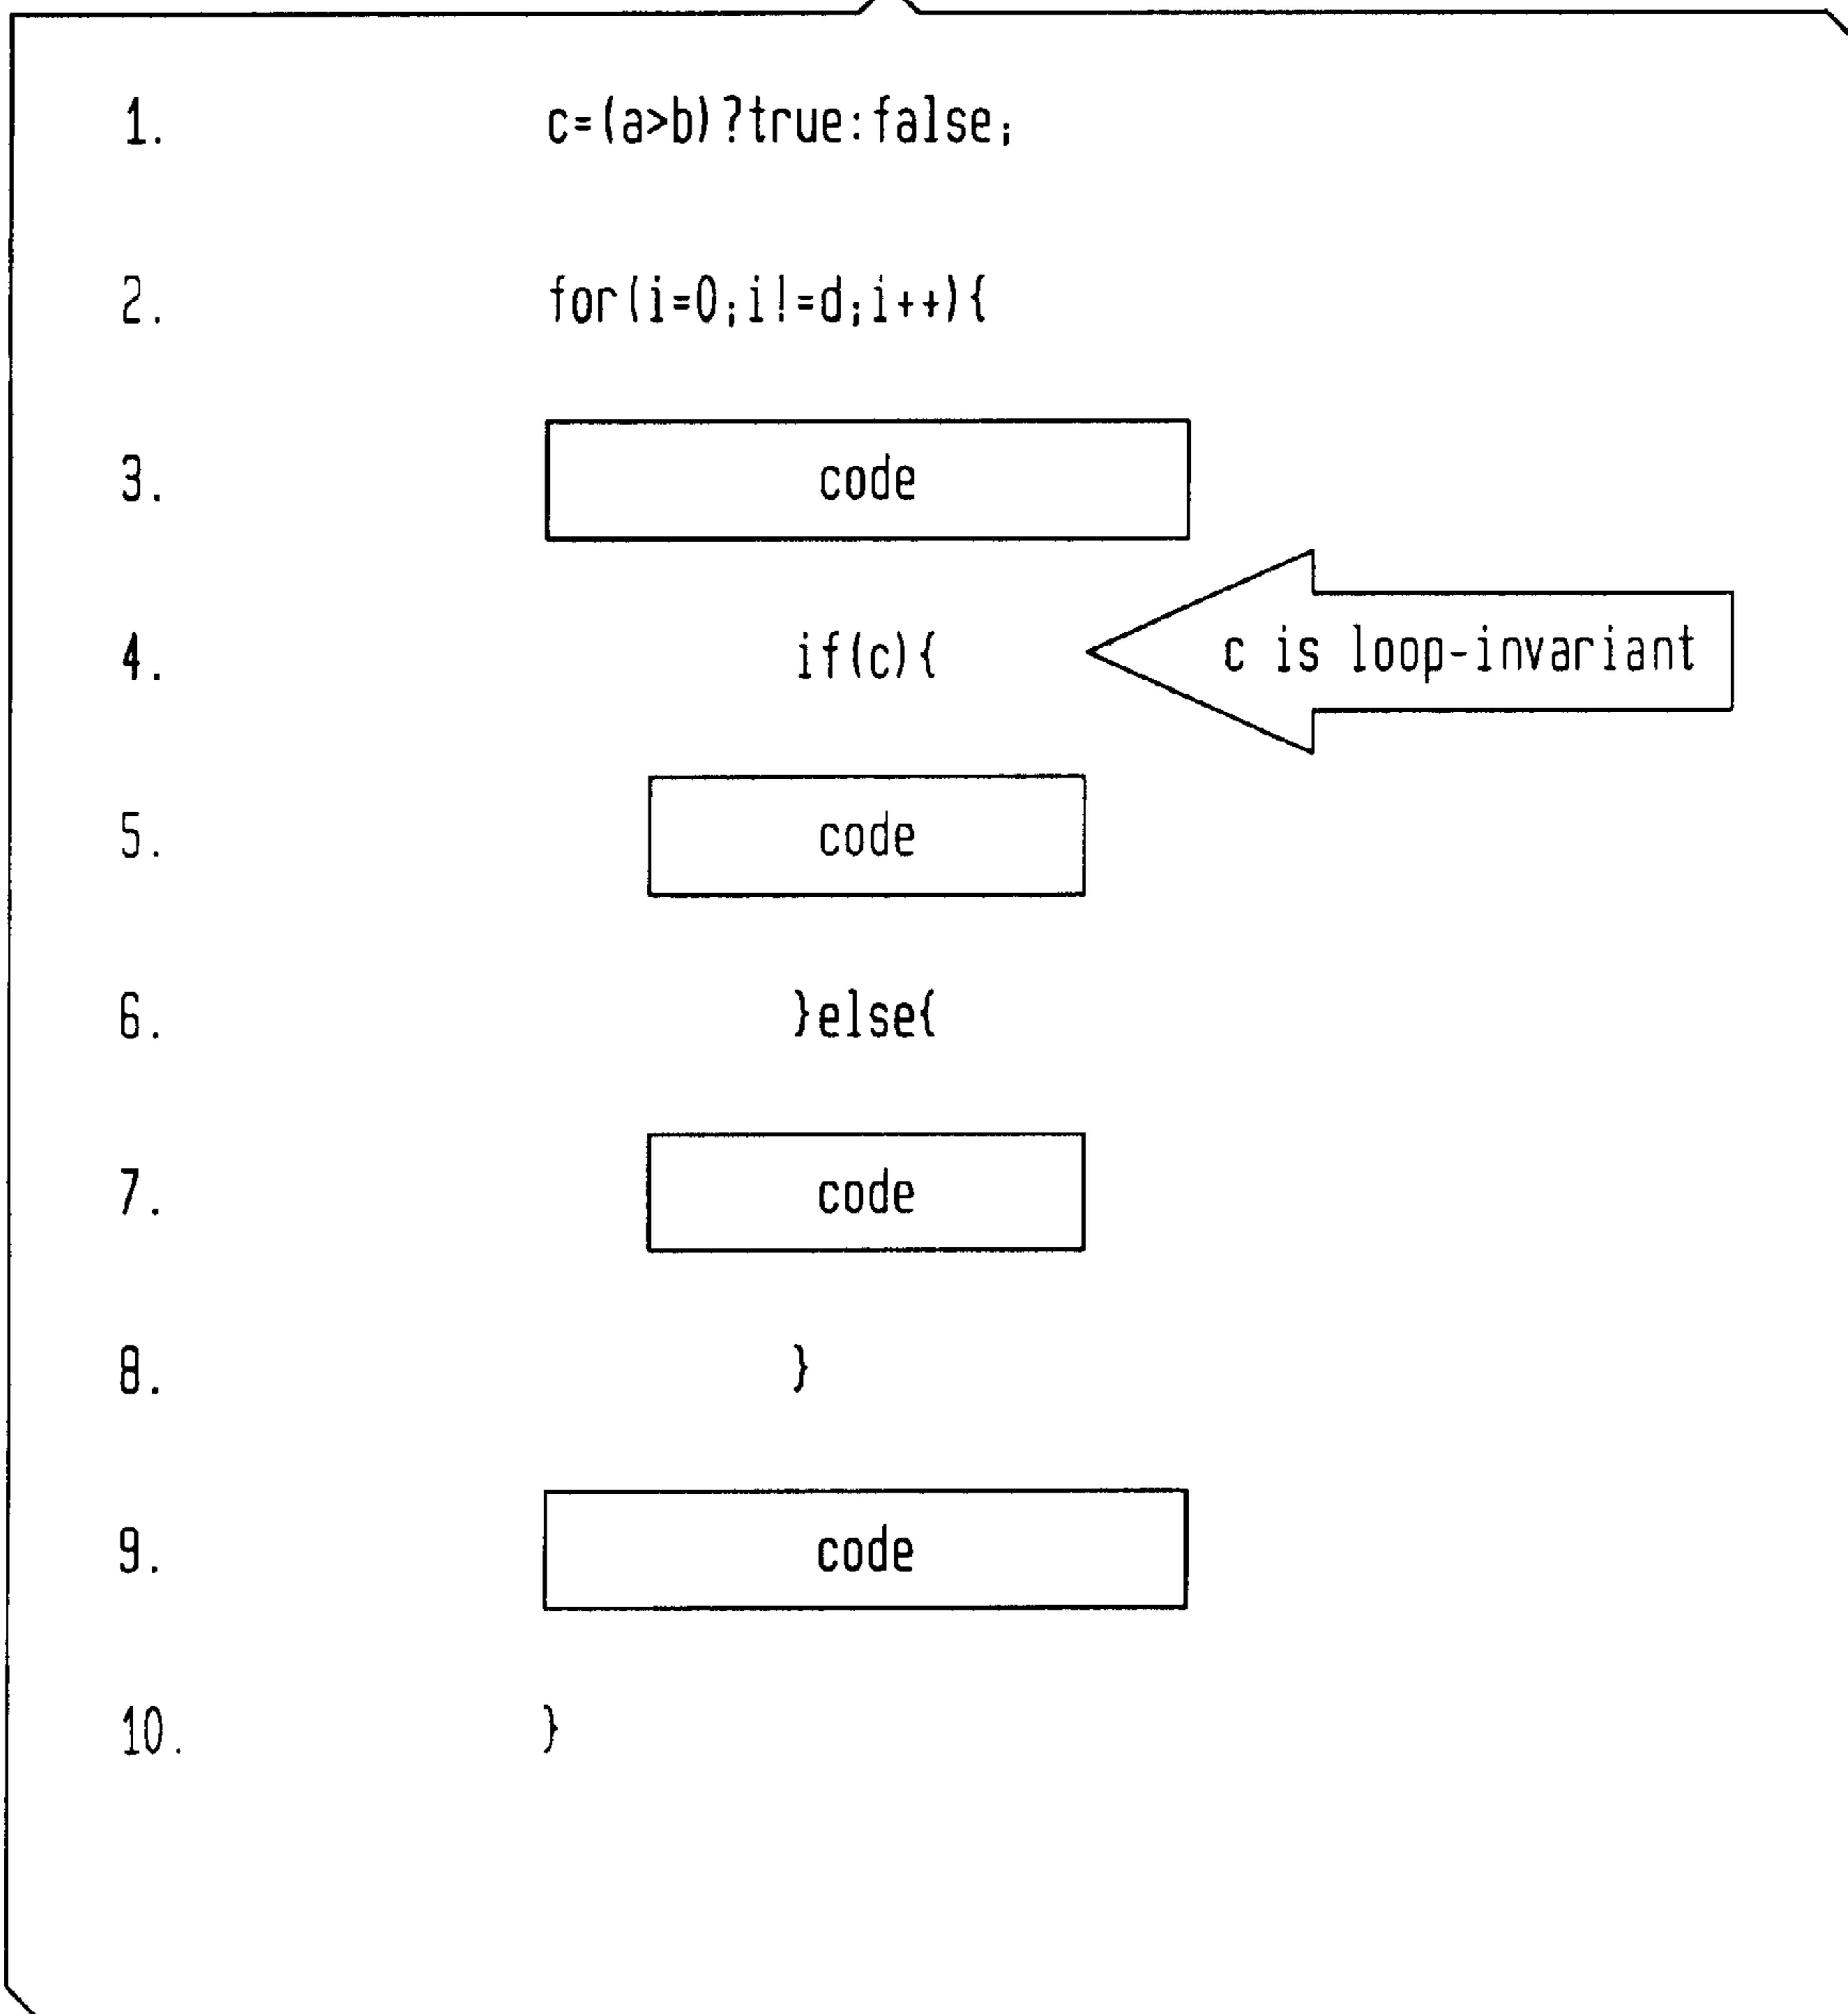 1. c=(a>b)?true:false;
2. for(i=0;i!=d;i++){
3. code
4. if(c){ c is loop-invariant
5. code
6. }else{
7. code
8. }
9. code
10. }